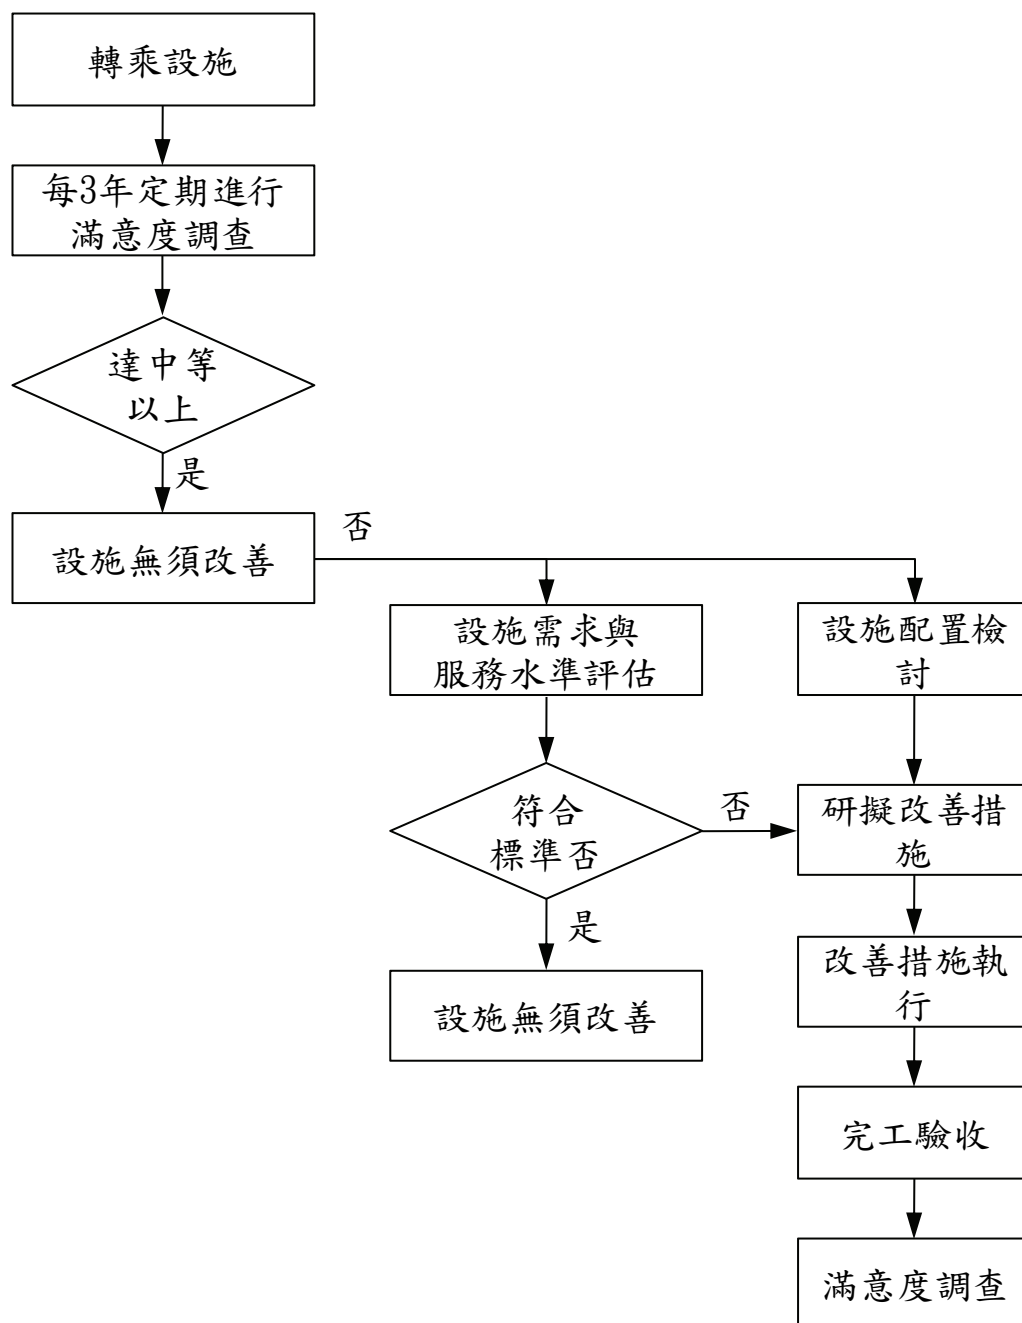 轉乘設施
每3年定期進行
滿意度調查
達中等
以上
是
設施無須改善
否
設施需求與
服務水準評估
設施配置檢
討
符合
標準否
否
研擬改善措
施
是
改善措施執
行
設施無須改善
完工驗收
滿意度調查